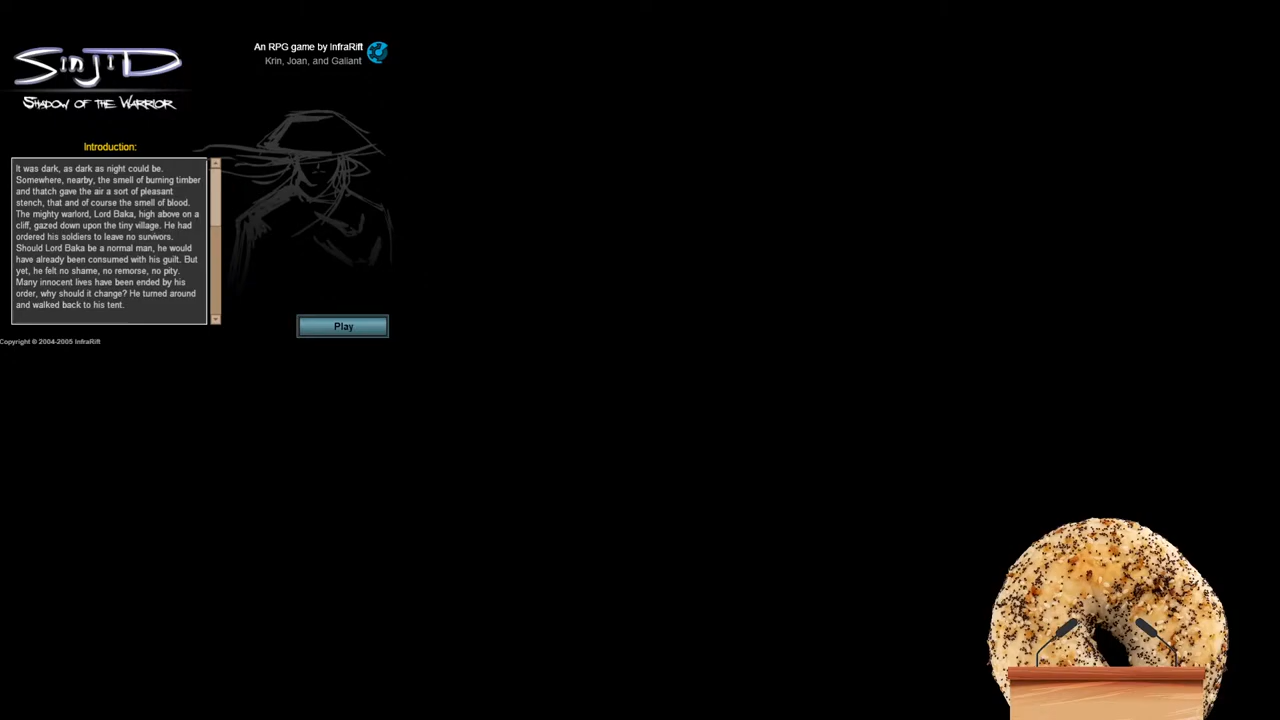 SINJID
SHADOW OF THE WARRIOR
An RPG game by InfraRift
Krin, Joan, and Galiant
Introduction:
It was dark, as dark as night could be.
Somewhere, nearby, the smell of burning timber
and thatch gave the air a sort of pleasant
stench, that and of course the smell of blood.
The mighty warlord, Lord Baka, high above on a
cliff, gazed down upon the tiny village. He had
ordered his soldiers to leave no survivors.
Should Lord Baka be a normal man, he would
have already been consumed with his guilt. But
yet, he felt no shame, no remorse, no pity.
Many innocent lives have been ended by his
order, why should it change? He turned around
and walked back to his tent.
Play
Copyright © 2004-2005 InfraRift